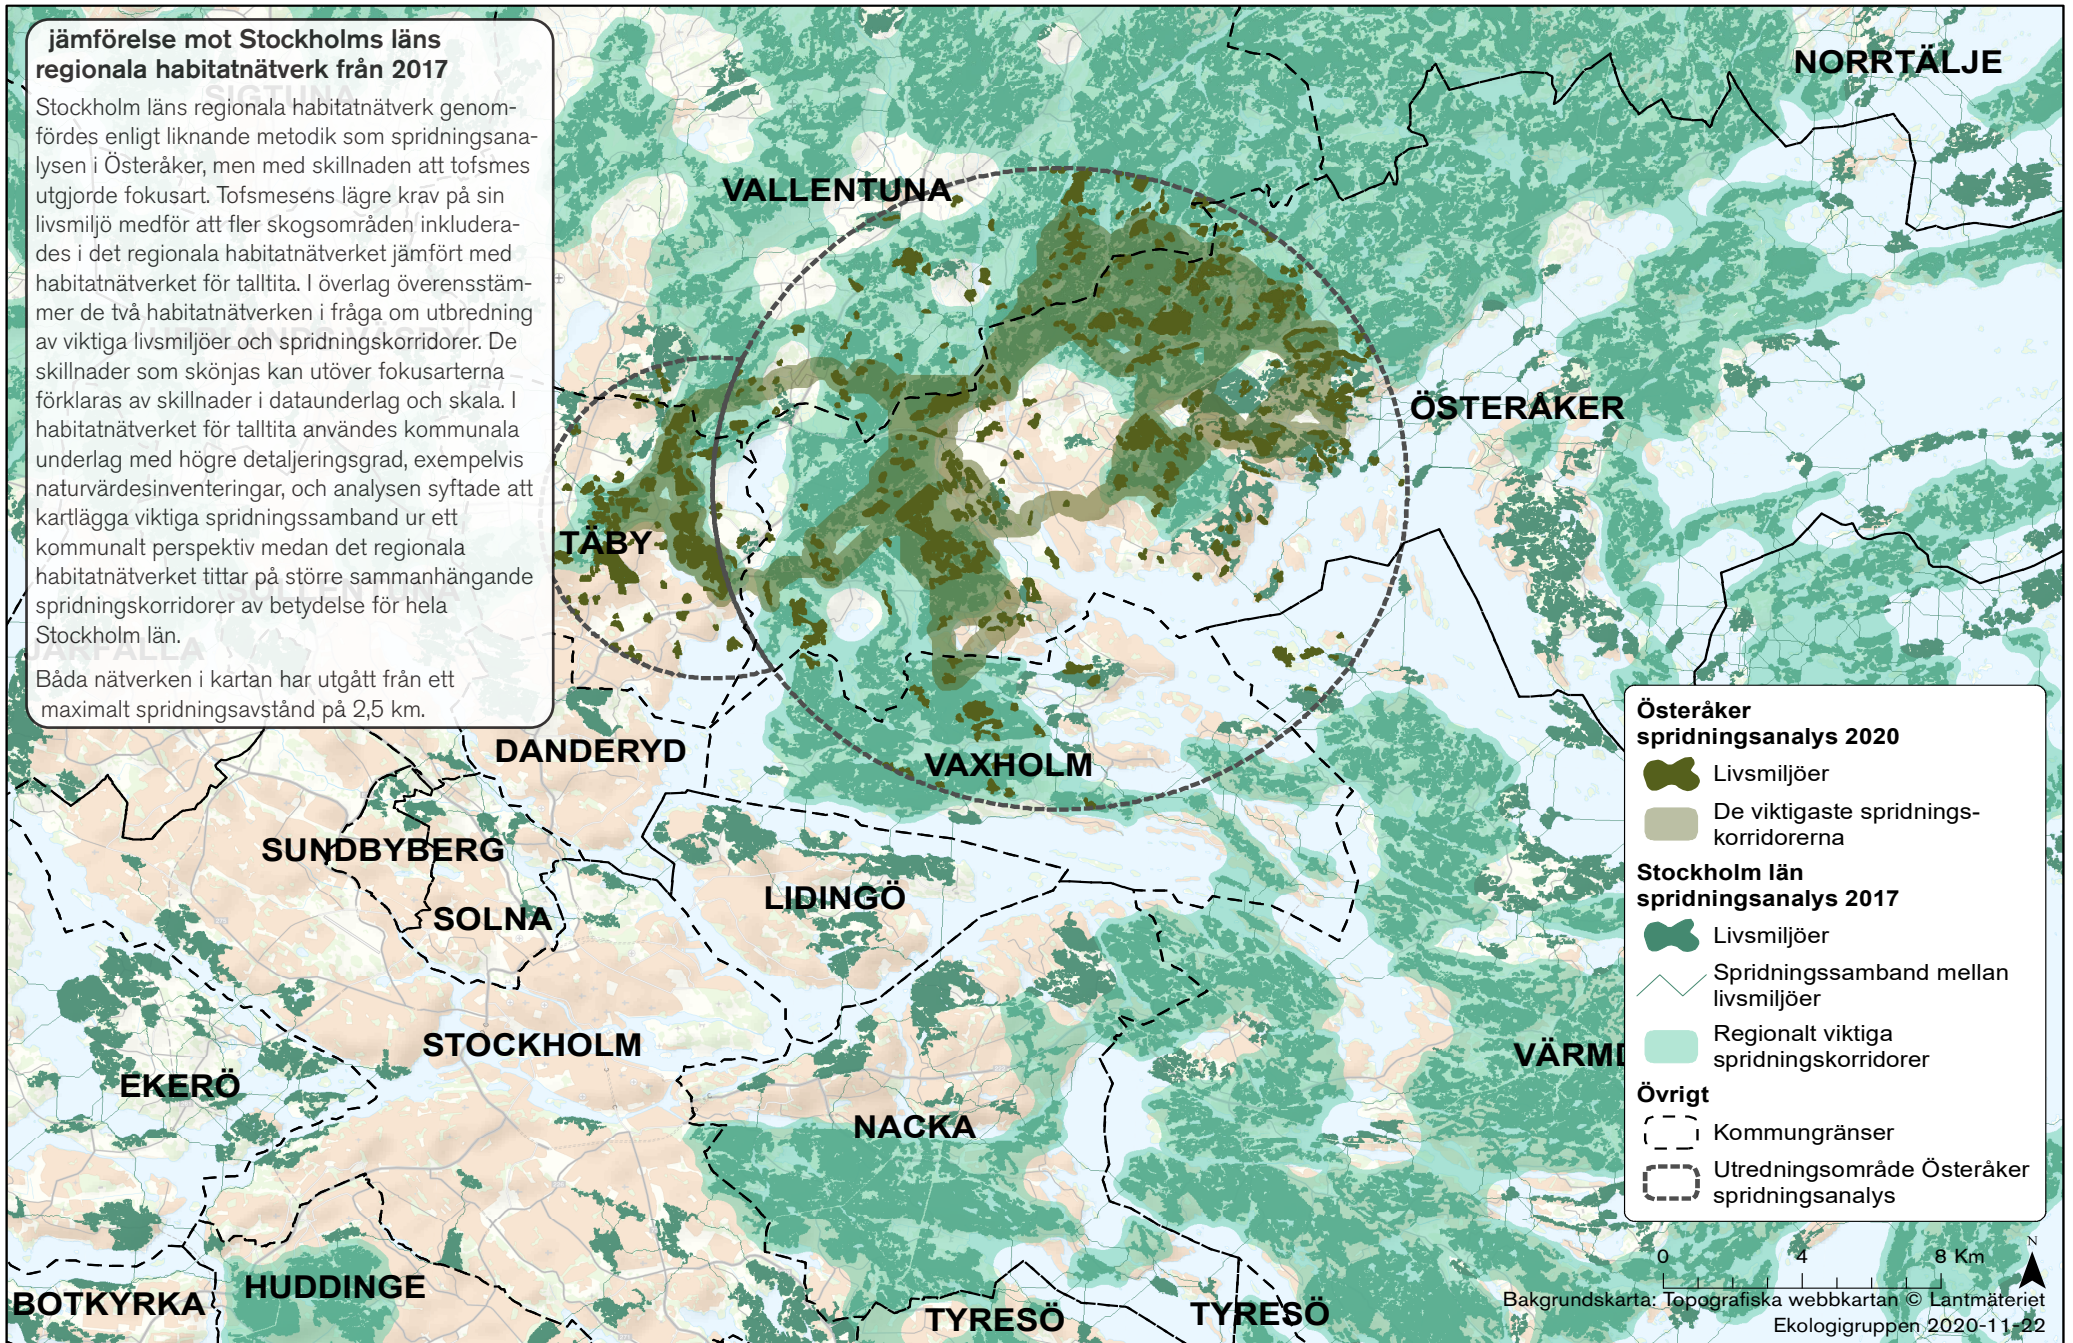 jämförelse mot Stockholms läns
regionala habitatnätverk från 2017
Stockholm läns regionala habitatnätverk genom-
fördes enligt liknande metodik som spridningsana-
lysen i Österåker, men med skillnaden att tofsmes
utgjorde fokusart. Tofsmesens lägre krav på sin
livsmiljö medför att fler skogsområden inkludera-
des i det regionala habitatnätverket jämfört med
habitatnätverket för talltita. I överlag överensstäm-
mer de två habitatnätverken i fråga om utbredning
av viktiga livsmiljöer och spridningskorridorer. De
skillnader som skönjas kan utöver fokusarterna
förklaras av skillnader i dataunderlag och skala. I
habitatnätverket för talltita användes kommunala
underlag med högre detaljeringsgrad, exempelvis
naturvärdesinventeringar, och analysen syftade att
kartlägga viktiga spridningssamband ur ett
kommunalt perspektiv medan det regionala
habitatnätverket tittar på större sammanhängande
spridningskorridorer av betydelse för hela
Stockholm län.
Båda nätverken i kartan har utgått från ett
maximalt spridningsavstånd på 2,5 km.
SIGTUNA
UPPLANDS VÄSBY
SOLLENTUNA
JÄRFÄLLA
NORRTÄLJE
VALLENTUNA
ÖSTERÅKER
TÄBY
DANDERYD
VAXHOLM
SUNDBYBERG
SOLNA
LIDINGÖ
STOCKHOLM
EKERÖ
NACKA
VÄRMD
HUDDINGE
BOTKYRKA
TYRESÖ
TYRESÖ
Österåker
spridningsanalys 2020
Livsmiljöer
De viktigaste spridnings-
korridorerna
Stockholm län
spridningsanalys 2017
Livsmiljöer
Spridningssamband mellan
livsmiljöer
Regionalt viktiga
spridningskorridorer
Övrigt
Kommungränser
Utredningsområde Österåker
spridningsanalys
0 4 8 Km
N
Bakgrundskarta: Topografiska webbkartan © Lantmäteriet
Ekologigruppen 2020-11-22